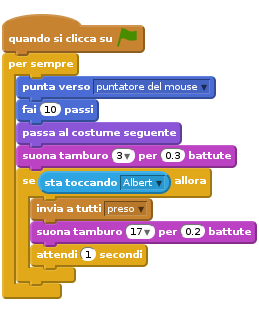 quando si clicca su
per sempre
punta verso puntatore del mouse
fai 10 passi
passa al costume seguente
suona tamburo 3 per 0.3 battute
se sta toccando Albert allora
invia a tutti preso
suona tamburo 17 per 0.2 battute
attendi 1 secondi